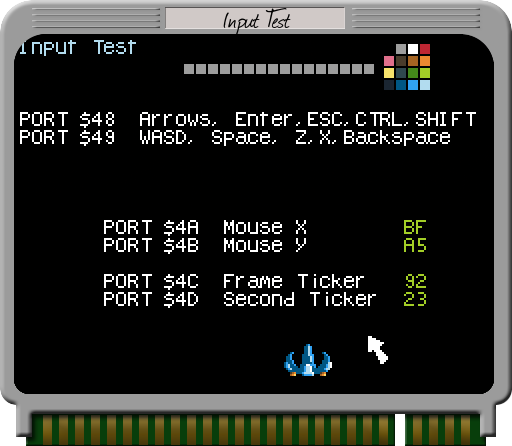 Input Test
Input Test
PORT $48 Arrows, Enter,ESC,CTRL,SHIFT
PORT $49 WASD, Space, Z,X,Backspace
PORT $4A Mouse X BF
PORT $4B Mouse Y A5
PORT $4C Frame Ticker 92
PORT $4D Second Ticker 23